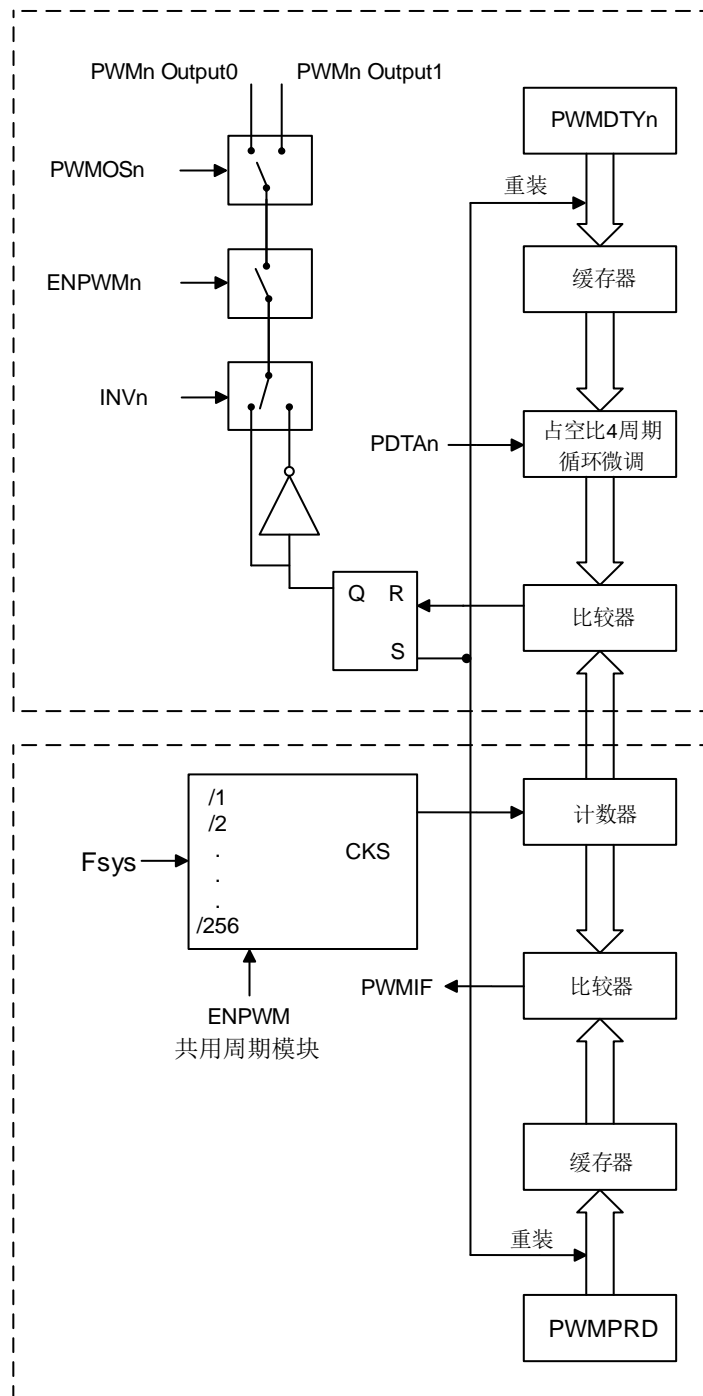 PWMn Output0
PWMn Output1
PWMDTYn
PWMOSn
重装
ENPWMn
缓存器
INVn
PDTAn
占空比4周期
循环微调
Q
R
S
比较器
/1
/2
.
.
.
/256
CKS
Fsys
计数器
PWMIF
比较器
ENPWM
共用周期模块
缓存器
重装
PWMPRD